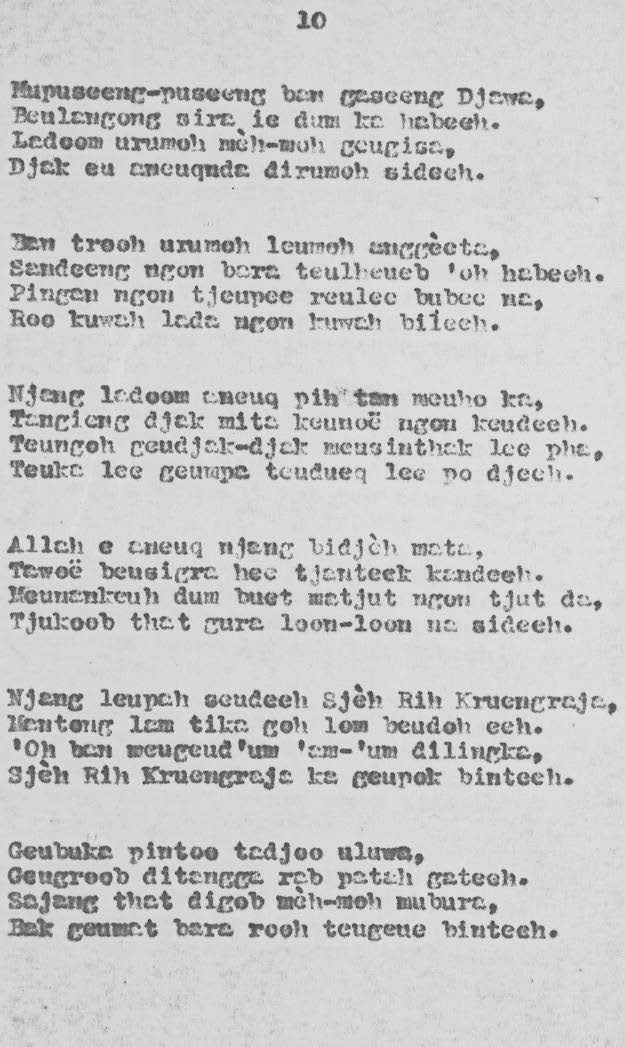 10
Mupuseeng-puseeng ban gaseeng Djawa,
Beulangong sira ie dum ka habeeh.
Ladoom urumoh mèh-moh geugisa,
Djak eu aneuqnda dirumoh sideeh.
Ban trooh urumoh leumoh anggèeta,
Sandeeng ngon bara teulheueb 'oh habeeh.
Pingan ngon tjeupee reulee bubee na,
Roo kuwah lada ngon kuwah biieeh.
Njang ladoom aneuq pih tan meuho ka,
Tangieng djak mita keunoë ngon keudeeh.
Teungoh geudjak-djak meusinthak lee pha,
Teuka lee geumpa teudueq lee po djeeh.
Allah e aneuq njang bidjèh mata,
Tawoë beusigra hee tjanteek kandeeh.
Meunankeuh dum buet matjut ngon tjut da,
Tjukoob that gura loon-loon na sideeh.
Njang leupah seudeeh Sjèh Rih Kruengraja,
Mantong lam tika goh lom beudoh eeh.
'Oh ban meugeud'um 'am-'um dilingka,
Sjèh Rih Kruengraja ka geupok binteeh.
Geubuka pintoo tadjoo uluwa,
Geugroob ditangga rab patah gateeh.
Sajang that digob mèh-moh mubura,
Bak geumat bara rooh teugeue binteeh.